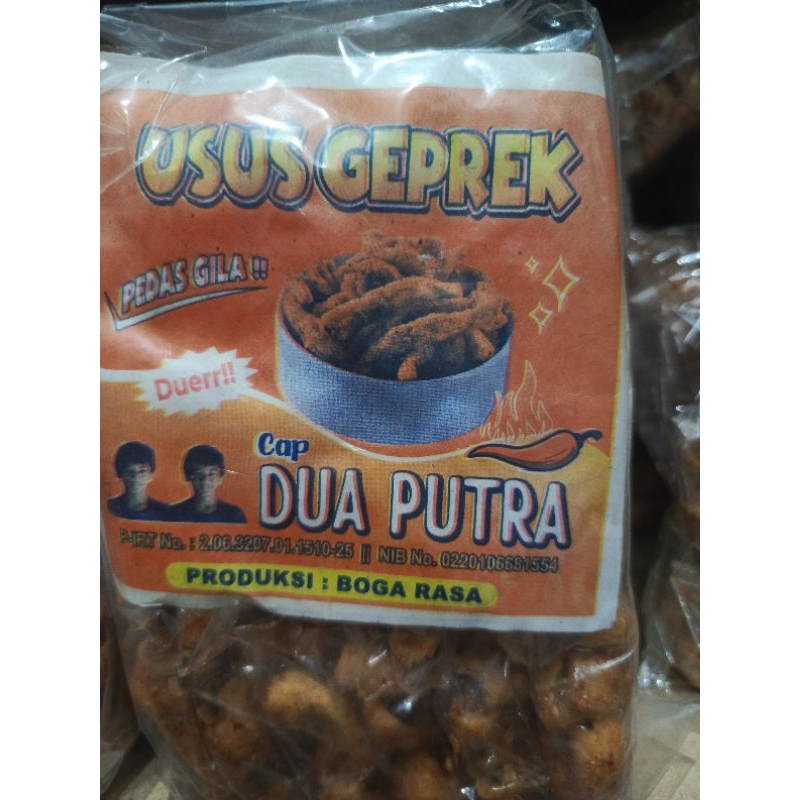 USUS GEPREK
PEDAS GILA !!
Duerr!!
Cap
DUA PUTRA
P-IRT No. : 2.06.3207.01.1510-25 || NIB No. 0220106681554
PRODUKSI : BOGA RASA